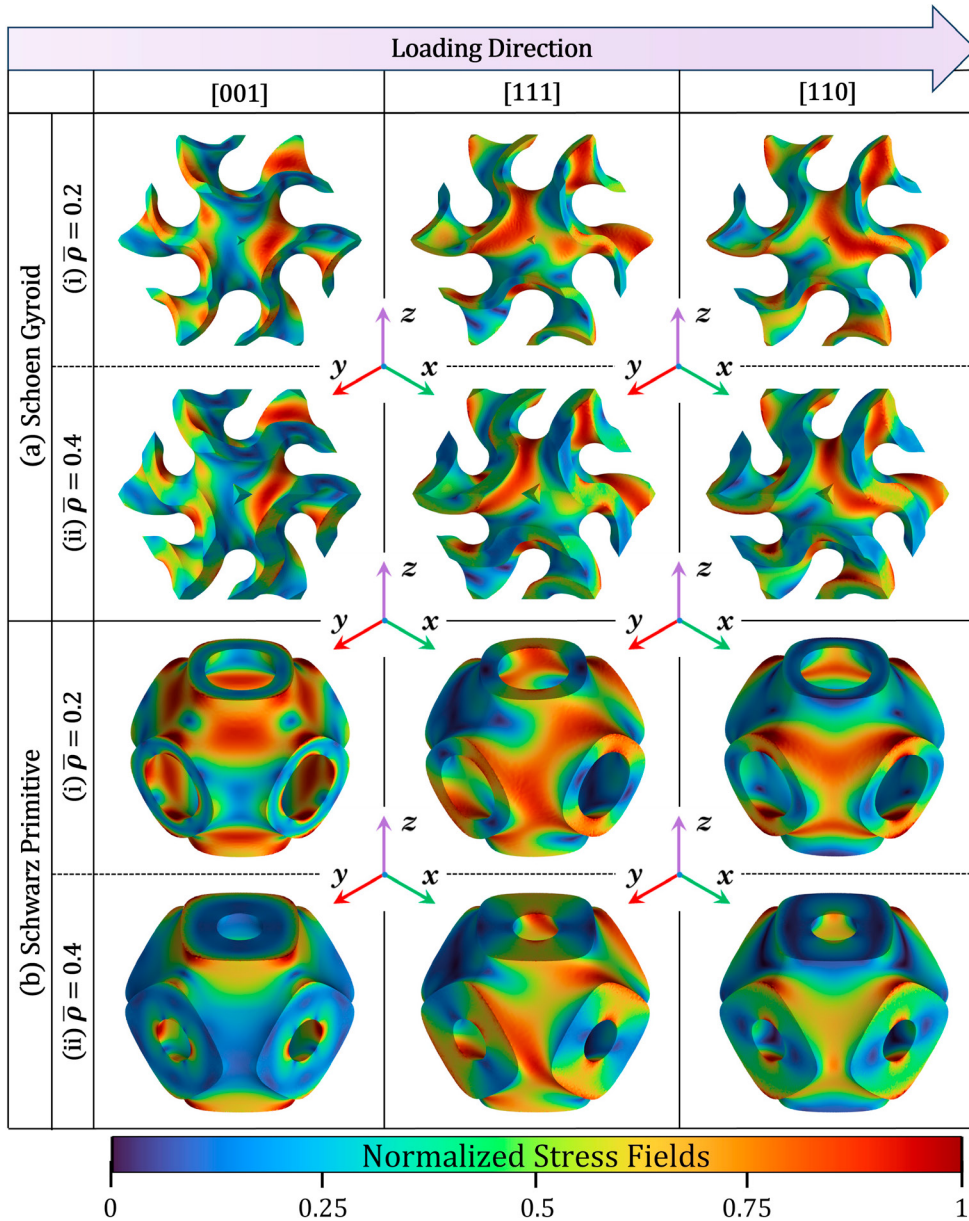 Loading Direction
[001] [111] [110]
(a) Schoen Gyroid
(i) ρ̅ = 0.2
z z
y x y x
(ii) ρ̅ = 0.4
z z
y x y x
(b) Schwarz Primitive
(i) ρ̅ = 0.2
z z
y x y x
(ii) ρ̅ = 0.4
Normalized Stress Fields
0 0.25 0.5 0.75 1